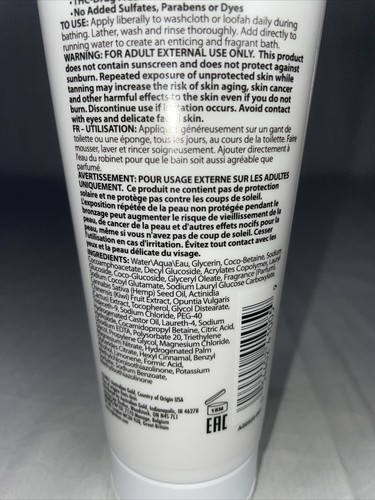 •No Added Sulfates, Parabens or Dyes
TO USE: Apply liberally to washcloth or loofah daily during
bathing. Lather, wash and rinse thoroughly. Add directly to
running water to create an enticing and fragrant bath.
WARNING: FOR ADULT EXTERNAL USE ONLY. This product
does not contain sunscreen and does not protect against
sunburn. Repeated exposure of unprotected skin while
tanning may increase the risk of skin aging, skin cancer
and other harmful effects to the skin even if you do not
burn. Discontinue use if irritation occurs. Avoid contact
with eyes and delicate skin.
FR - UTILISATION: Appliquer généreusement sur un gant de
toilette ou une éponge, tous les jours, au cours de la toilette. Faire
mousser, laver et rincer soigneusement. Ajouter directement à
l'eau du robinet pour que le bain soit aussi agréable que
parfumé.
AVERTISSEMENT: POUR USAGE EXTERNE SUR LES ADULTES
UNIQUEMENT. Ce produit ne contient pas de protection
solaire et ne protège pas contre les coups de soleil.
L'exposition répétée de la peau non protégée pendant le
bronzage peut augmenter le risque de vieillissement de la
peau, de cancer de la peau et d'autres effets nocifs pour la
peau, même si vous n'avez pas de coup de soleil. Cesser
l'utilisation en cas d'irritation. Évitez tout contact avec les
yeux et la peau délicate du visage.
INGREDIENTS: Water\Aqua\Eau, Glycerin, Coco-Betaine, Sodium
Cocoamphoacetate, Decyl Glucoside, Acrylates Copolymer, Lauryl
Glucoside, Coco-Glucoside, Glyceryl Oleate, Fragrance (Parfum),
Sodium Cocoyl Glutamate, Sodium Lauryl Glucose Carboxylate,
Cannabis Sativa (Hemp) Seed Oil, Actinidia
(Kiwi) Fruit Extract, Opuntia Vulgaris
Extract, Tocopherol, Glycol Distearate,
Sodium Chloride, PEG-40
Hydrogenated Castor Oil, Laureth-4, Sodium
Cocamidopropyl Betaine, Citric Acid,
Sodium EDTA, Polysorbate 20, Triethylene
Glycol, Magnesium Chloride,
Nitrate, Hydrogenated Palm
Citrate, Hexyl Cinnamal, Benzyl
Limonene, Formic Acid,
Potassium
Sodium Benzoate,
Gold, Country of Origin USA
Gold, Indianapolis, IN 46278
Great Britain
18M
EAC